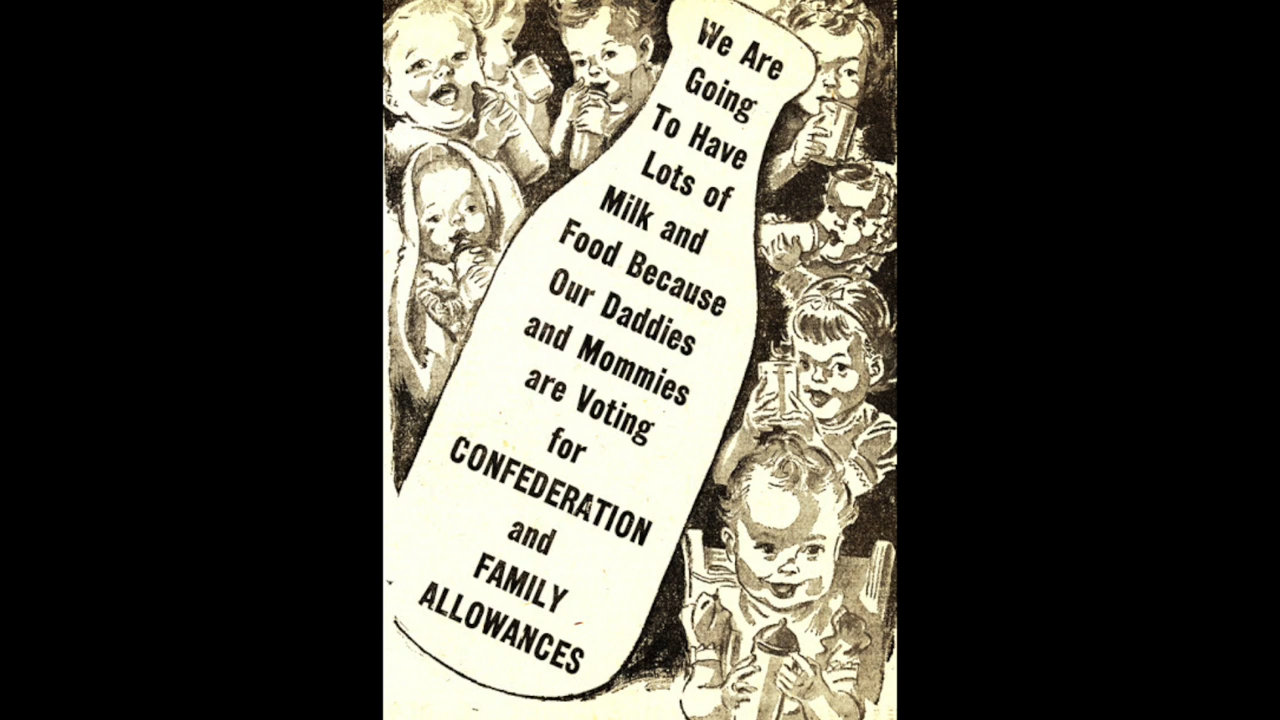 We Are
Going
To Have
Lots of
Milk and
Food Because
Our Daddies
and Mommies
are Voting
for
CONFEDERATION
and
FAMILY
ALLOWANCES